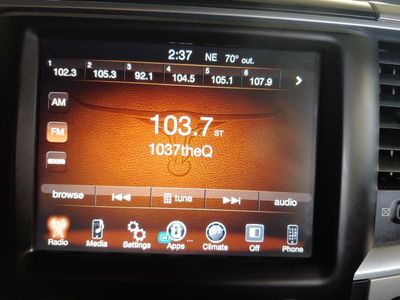 2:37 NE 70° out.
1 2 3 4 5 6
102.3 105.3 92.1 104.5 105.1 107.9
AM
103.7 ST
FM
1037theQ
browse tune audio
Radio Media Settings Apps ... Climate Off Phone